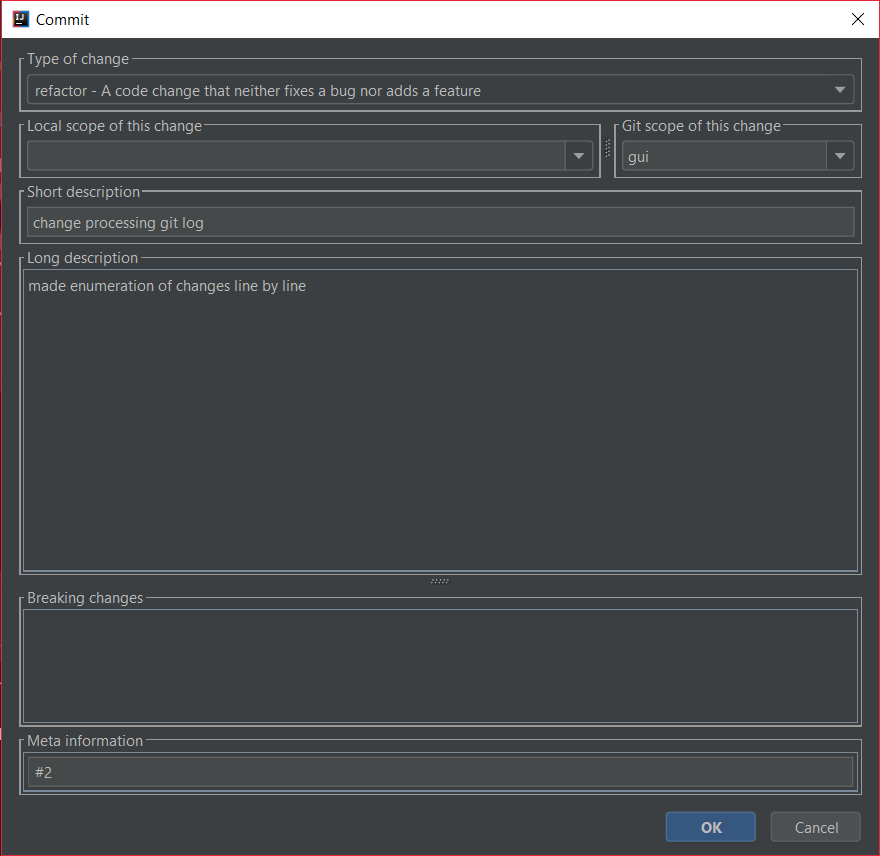 IJ Commit
Type of change
refactor - A code change that neither fixes a bug nor adds a feature
Local scope of this change
Git scope of this change
gui
Short description
change processing git log
Long description
made enumeration of changes line by line
Breaking changes
Meta information
#2
OK Cancel